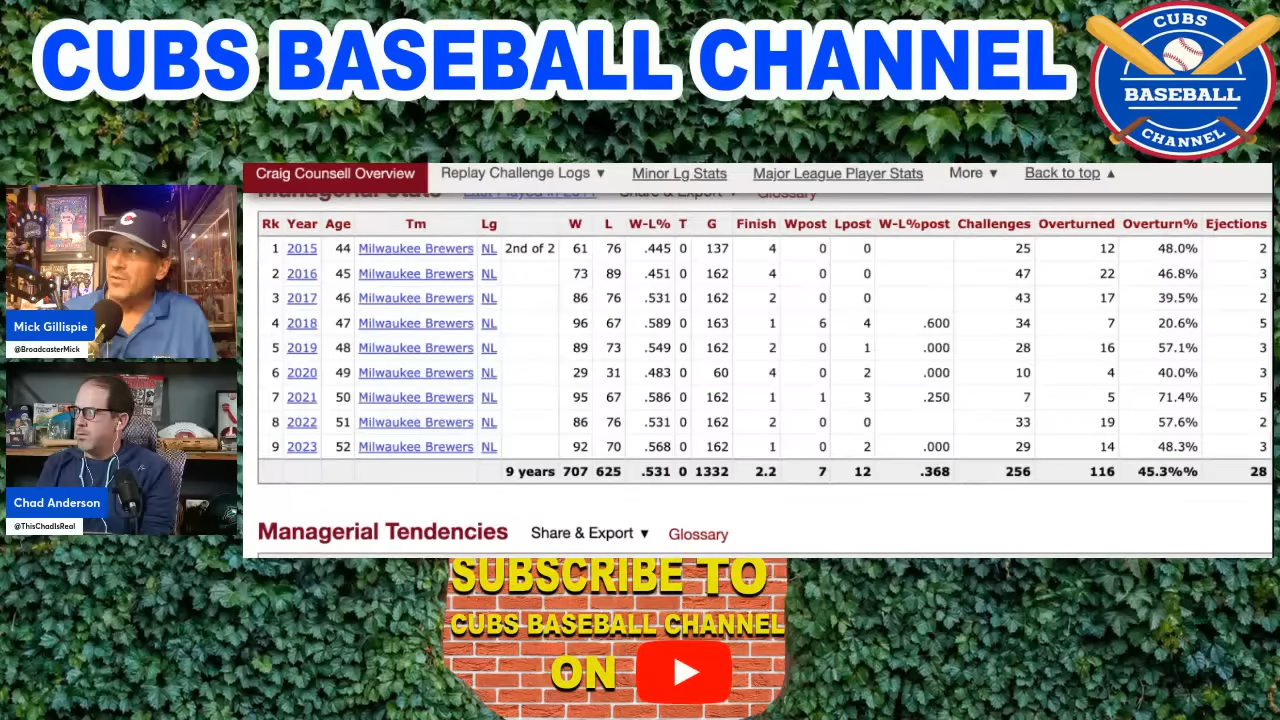 CUBS BASEBALL CHANNEL
CUBS
BASEBALL
CHANNEL
Craig Counsell Overview Replay Challenge Logs ▼ Minor Lg Stats Major League Player Stats More ▼ Back to top ▲
Managerial Stats Share & Export Glossary
Rk Year Age Tm Lg W L W-L% T G Finish Wpost Lpost W-L%post Challenges Overturned Overturn% Ejections
1 2015 44 Milwaukee Brewers NL 2nd of 2 61 76 .445 0 137 4 0 0 25 12 48.0% 2
2 2016 45 Milwaukee Brewers NL 73 89 .451 0 162 4 0 0 47 22 46.8% 3
3 2017 46 Milwaukee Brewers NL 86 76 .531 0 162 2 0 0 43 17 39.5% 2
4 2018 47 Milwaukee Brewers NL 96 67 .589 0 163 1 6 4 .600 34 7 20.6% 5
5 2019 48 Milwaukee Brewers NL 89 73 .549 0 162 2 0 1 .000 28 16 57.1% 3
6 2020 49 Milwaukee Brewers NL 29 31 .483 0 60 4 0 2 .000 10 4 40.0% 3
7 2021 50 Milwaukee Brewers NL 95 67 .586 0 162 1 1 3 .250 7 5 71.4% 5
8 2022 51 Milwaukee Brewers NL 86 76 .531 0 162 2 0 0 33 19 57.6% 2
9 2023 52 Milwaukee Brewers NL 92 70 .568 0 162 1 0 2 .000 29 14 48.3% 3
9 years 707 625 .531 0 1332 2.2 7 12 .368 256 116 45.3%% 28
Managerial Tendencies Share & Export ▼ Glossary
Mick Gillispie
@BroadcasterMick
Chad Anderson
@ThisChadIsReal
SUBSCRIBE TO
CUBS BASEBALL CHANNEL
ON